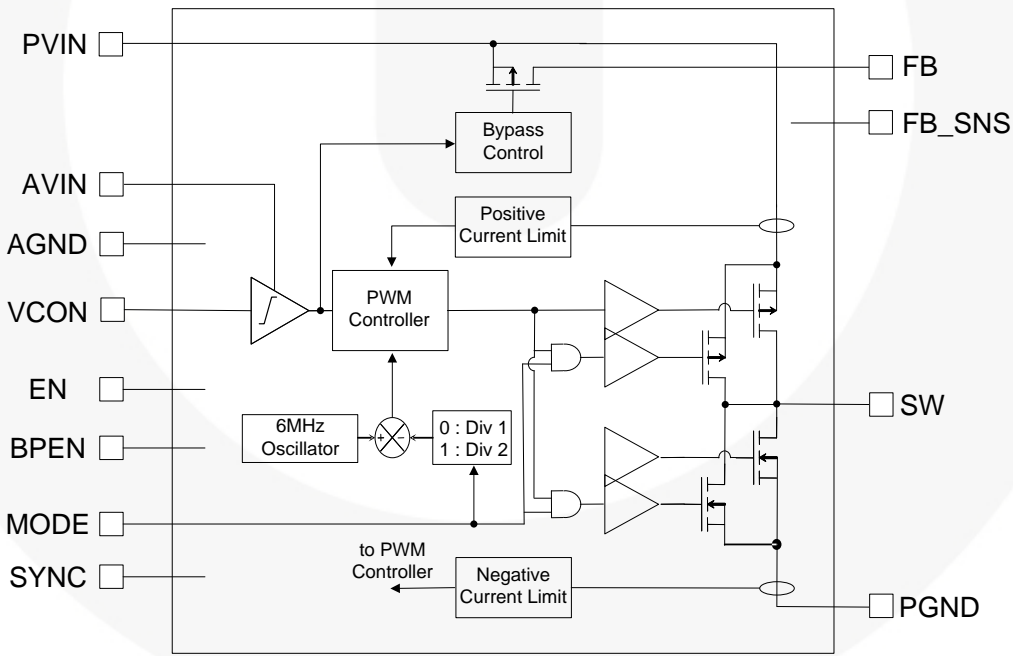 PVIN
FB
FB_SNS
Bypass
Control
AVIN
Positive
Current Limit
AGND
VCON
PWM
Controller
EN
SW
6MHz
Oscillator
+
-
0 : Div 1
1 : Div 2
BPEN
MODE
to PWM
Controller
SYNC
Negative
Current Limit
PGND